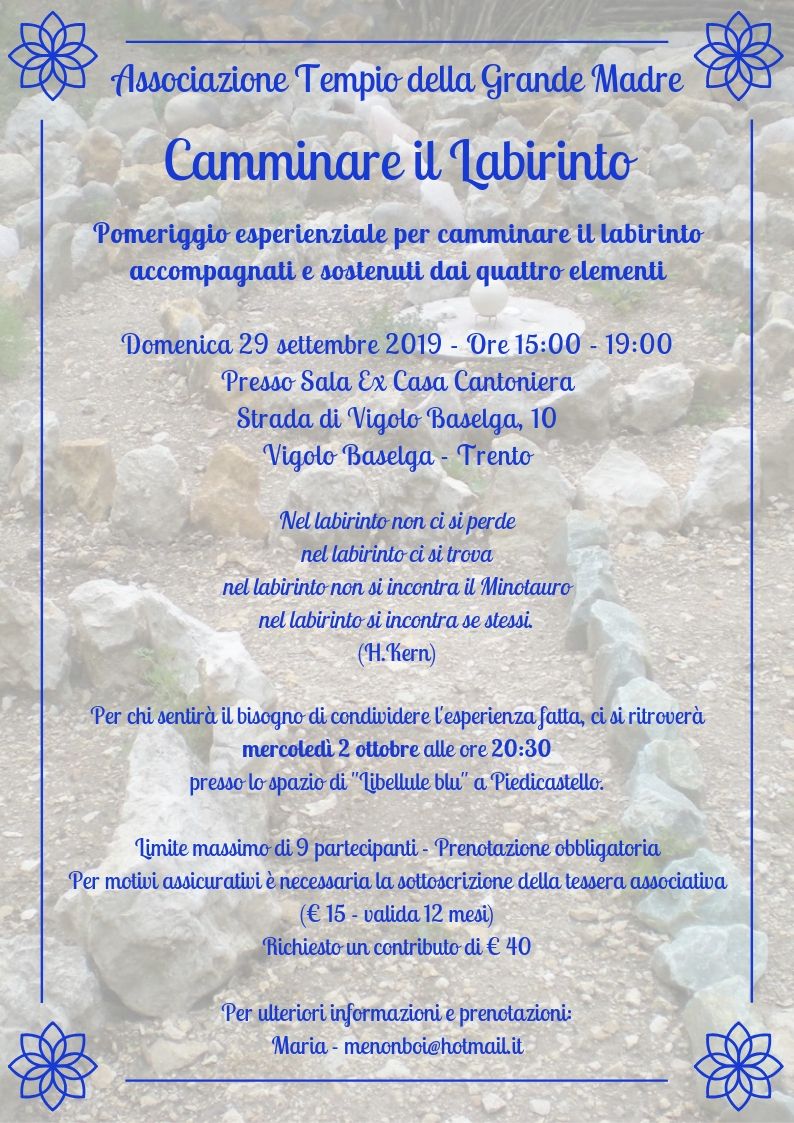 Associazione Tempio della Grande Madre
Camminare il Labirinto
Pomeriggio esperienziale per camminare il labirinto
accompagnati e sostenuti dai quattro elementi
Domenica 29 settembre 2019 - Ore 15:00 - 19:00
Presso Sala Ex Casa Cantoniera
Strada di Vigolo Baselga, 10
Vigolo Baselga - Trento
Nel labirinto non ci si perde
nel labirinto ci si trova
nel labirinto non si incontra il Minotauro
nel labirinto si incontra se stessi.
(H.Kern)
Per chi sentirà il bisogno di condividere l'esperienza fatta, ci si ritroverà
mercoledì 2 ottobre alle ore 20:30
presso lo spazio di "Libellule blu" a Piedicastello.
Limite massimo di 9 partecipanti - Prenotazione obbligatoria
Per motivi assicurativi è necessaria la sottoscrizione della tessera associativa
(€ 15 - valida 12 mesi)
Richiesto un contributo di € 40
Per ulteriori informazioni e prenotazioni:
Maria - menonboi@hotmail.it